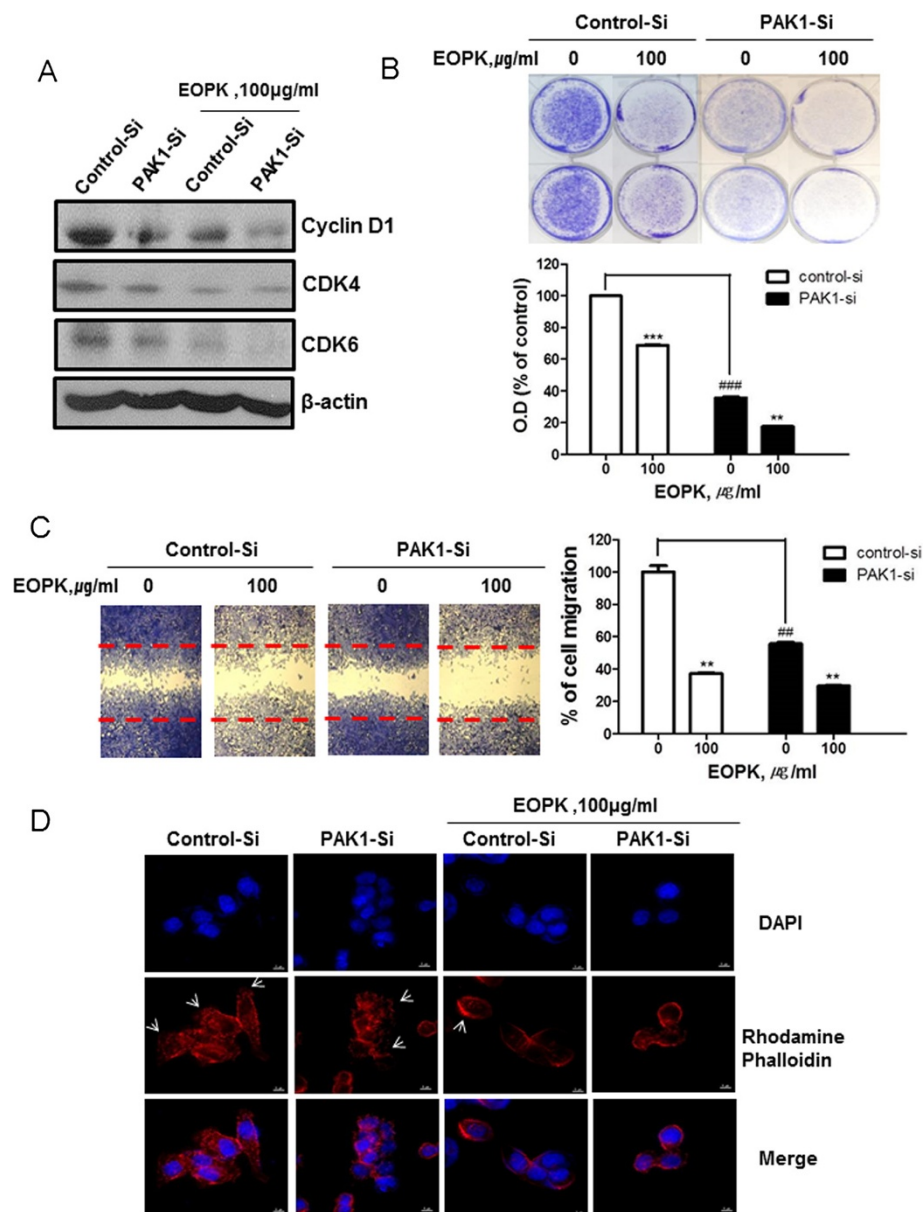 A
EOPK ,100μg/ml
Control-Si PAK1-Si Control-Si PAK1-Si
Cyclin D1
CDK4
CDK6
β-actin
B
Control-Si PAK1-Si
EOPK,μg/ml 0 100 0 100
120
100
80
60
40
20
0
O.D (% of control)
control-si
PAK1-si
***
###
**
0 100 0 100
EOPK, μg/ml
C
Control-Si PAK1-Si
EOPK,μg/ml 0 100 0 100
120
100
80
60
40
20
0
% of cell migration
control-si
PAK1-si
**
##
**
0 100 0 100
EOPK, μg/ml
D
EOPK ,100μg/ml
Control-Si PAK1-Si Control-Si PAK1-Si
DAPI
Rhodamine
Phalloidin
Merge